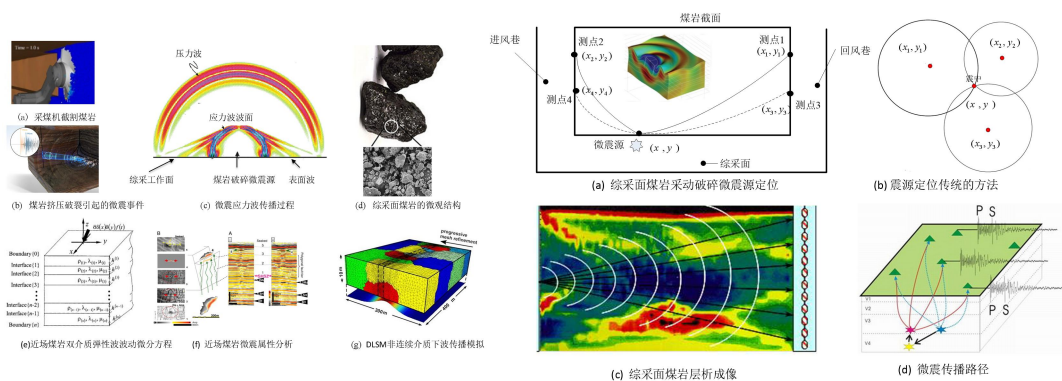 Time = 1.0 s
(a) 采煤机截割煤岩
(b) 煤岩挤压破裂引起的微震事件
压力波
应力波波面
综采工作面
煤岩破碎微震源
表面波
(c) 微震应力波传播过程
(d) 综采面煤岩的微观结构
z
x
y
Boundary(0)
Interface(1)
Interface(2)
Interface(3)
Interface(n-2)
Interface(n-1)
Boundary(n)
(e)近场煤岩双介质弹性波波动微分方程
B
A
(f) 近场煤岩微震属性分析
progressive
mesh refinement
300m
(g) DLSM非连续介质下波传播模拟
煤岩截面
进风巷
回风巷
测点2
(x₂, y₂)
测点1
(x₁, y₁)
测点4
(x₄, y₄)
(x₃, y₃)
测点3
微震源
(x, y)
综采面
(a) 综采面煤岩采动破碎微震源定位
(x₁, y₁)
(x₂, y₂)
(x, y)
(x₃, y₃)
(b) 震源定位传统的方法
(c) 综采面煤岩层析成像
P S
P S
V1
V2
V3
V4
(d) 微震传播路径